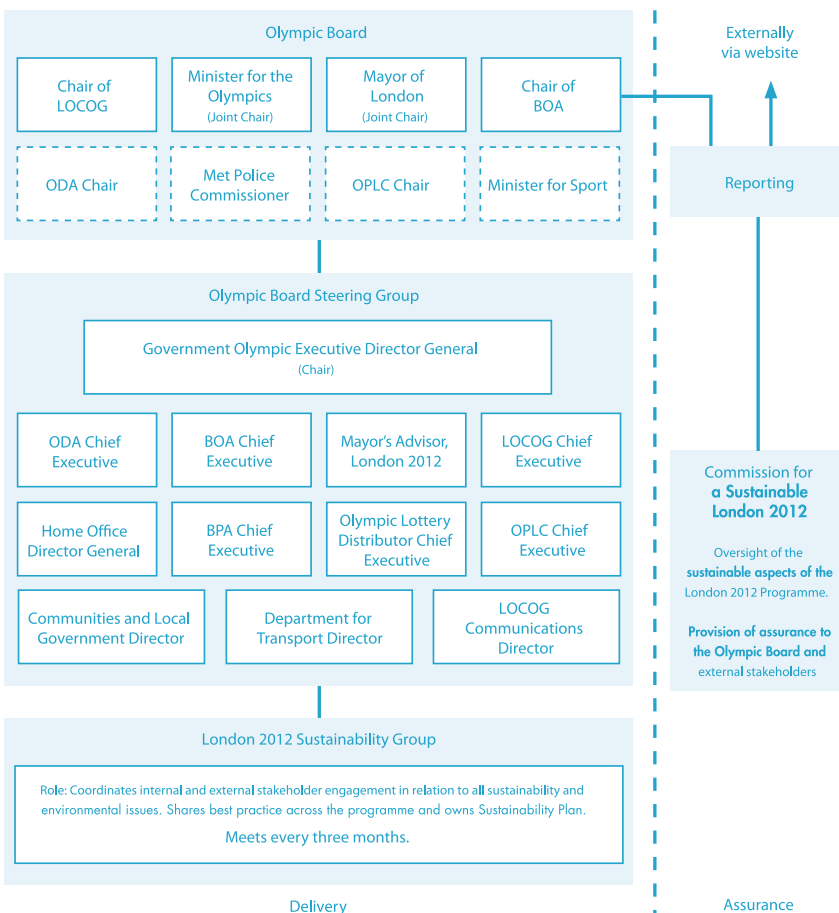 Olympic Board
Chair of
LOCOG
Minister for the
Olympics
(Joint Chair)
Mayor of
London
(Joint Chair)
Chair of
BOA
ODA Chair
Met Police
Commissioner
OPLC Chair
Minister for Sport
Olympic Board Steering Group
Government Olympic Executive Director General
(Chair)
ODA Chief
Executive
BOA Chief
Executive
Mayor's Advisor,
London 2012
LOCOG Chief
Executive
Home Office
Director General
BPA Chief
Executive
Olympic Lottery
Distributor Chief
Executive
OPLC Chief
Executive
Communities and Local
Government Director
Department for
Transport Director
LOCOG
Communications
Director
London 2012 Sustainability Group
Role: Coordinates internal and external stakeholder engagement in relation to all sustainability and
environmental issues. Shares best practice across the programme and owns Sustainability Plan.
Meets every three months.
Delivery
Externally
via website
Reporting
Commission for
a Sustainable
London 2012
Oversight of the
sustainable aspects of the
London 2012 Programme.
Provision of assurance to
the Olympic Board and
external stakeholders
Assurance